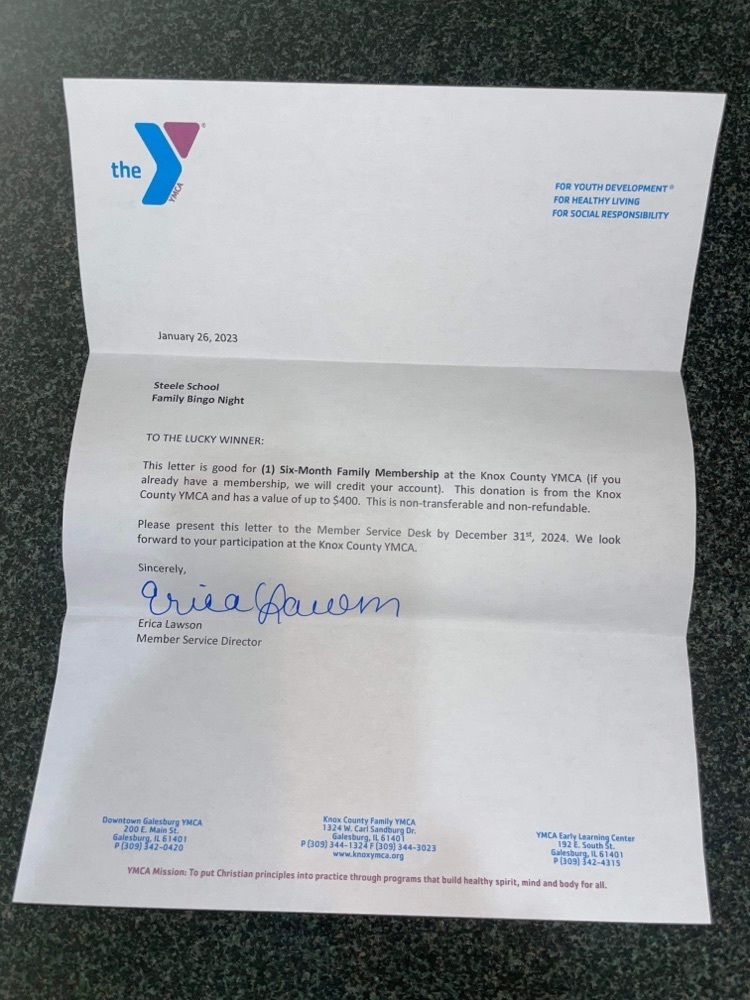 the
YMCA
FOR YOUTH DEVELOPMENT®
FOR HEALTHY LIVING
FOR SOCIAL RESPONSIBILITY
January 26, 2023
Steele School
Family Bingo Night
TO THE LUCKY WINNER:
This letter is good for (1) Six-Month Family Membership at the Knox County YMCA (if you
already have a membership, we will credit your account). This donation is from the Knox
County YMCA and has a value of up to $400. This is non-transferable and non-refundable.
Please present this letter to the Member Service Desk by December 31st, 2024. We look
forward to your participation at the Knox County YMCA.
Sincerely,
Erica Lawson
Erica Lawson
Member Service Director
Downtown Galesburg YMCA
200 E. Main St.
Galesburg, IL 61401
P (309) 342-0420
Knox County Family YMCA
1324 W. Carl Sandburg Dr.
Galesburg, IL 61401
P (309) 344-1324 F (309) 344-3023
www.knoxymca.org
YMCA Early Learning Center
192 E. South St.
Galesburg, IL 61401
P (309) 342-4315
YMCA Mission: To put Christian principles into practice through programs that build healthy spirit, mind and body for all.